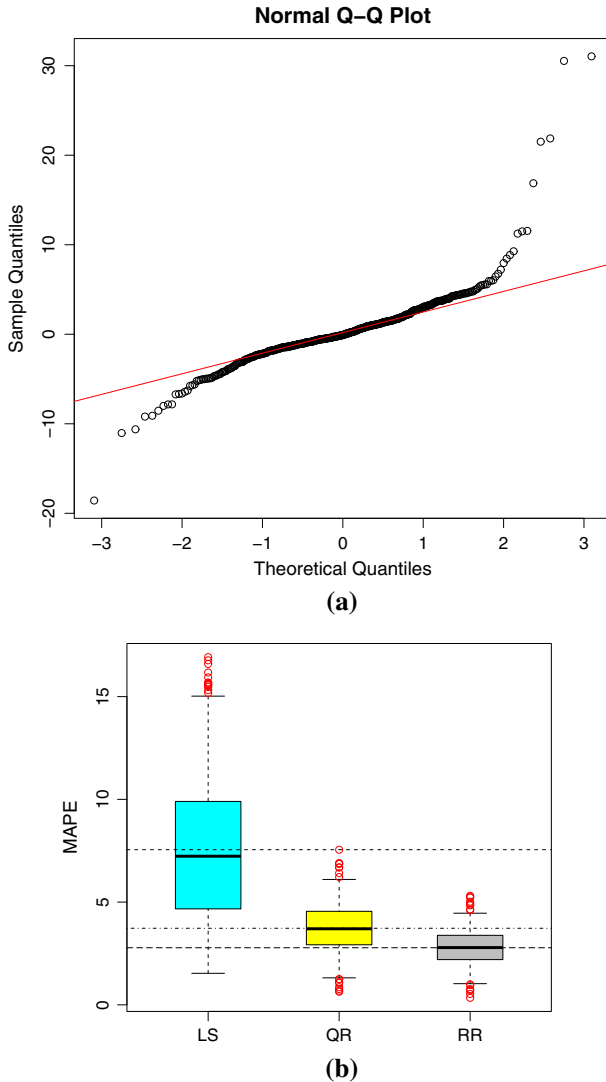 Normal Q−Q Plot
30
20
10
0
−10
−20
Sample Quantiles
−3 −2 −1 0 1 2 3
Theoretical Quantiles
(a)
15
10
5
0
MAPE
LS QR RR
(b)